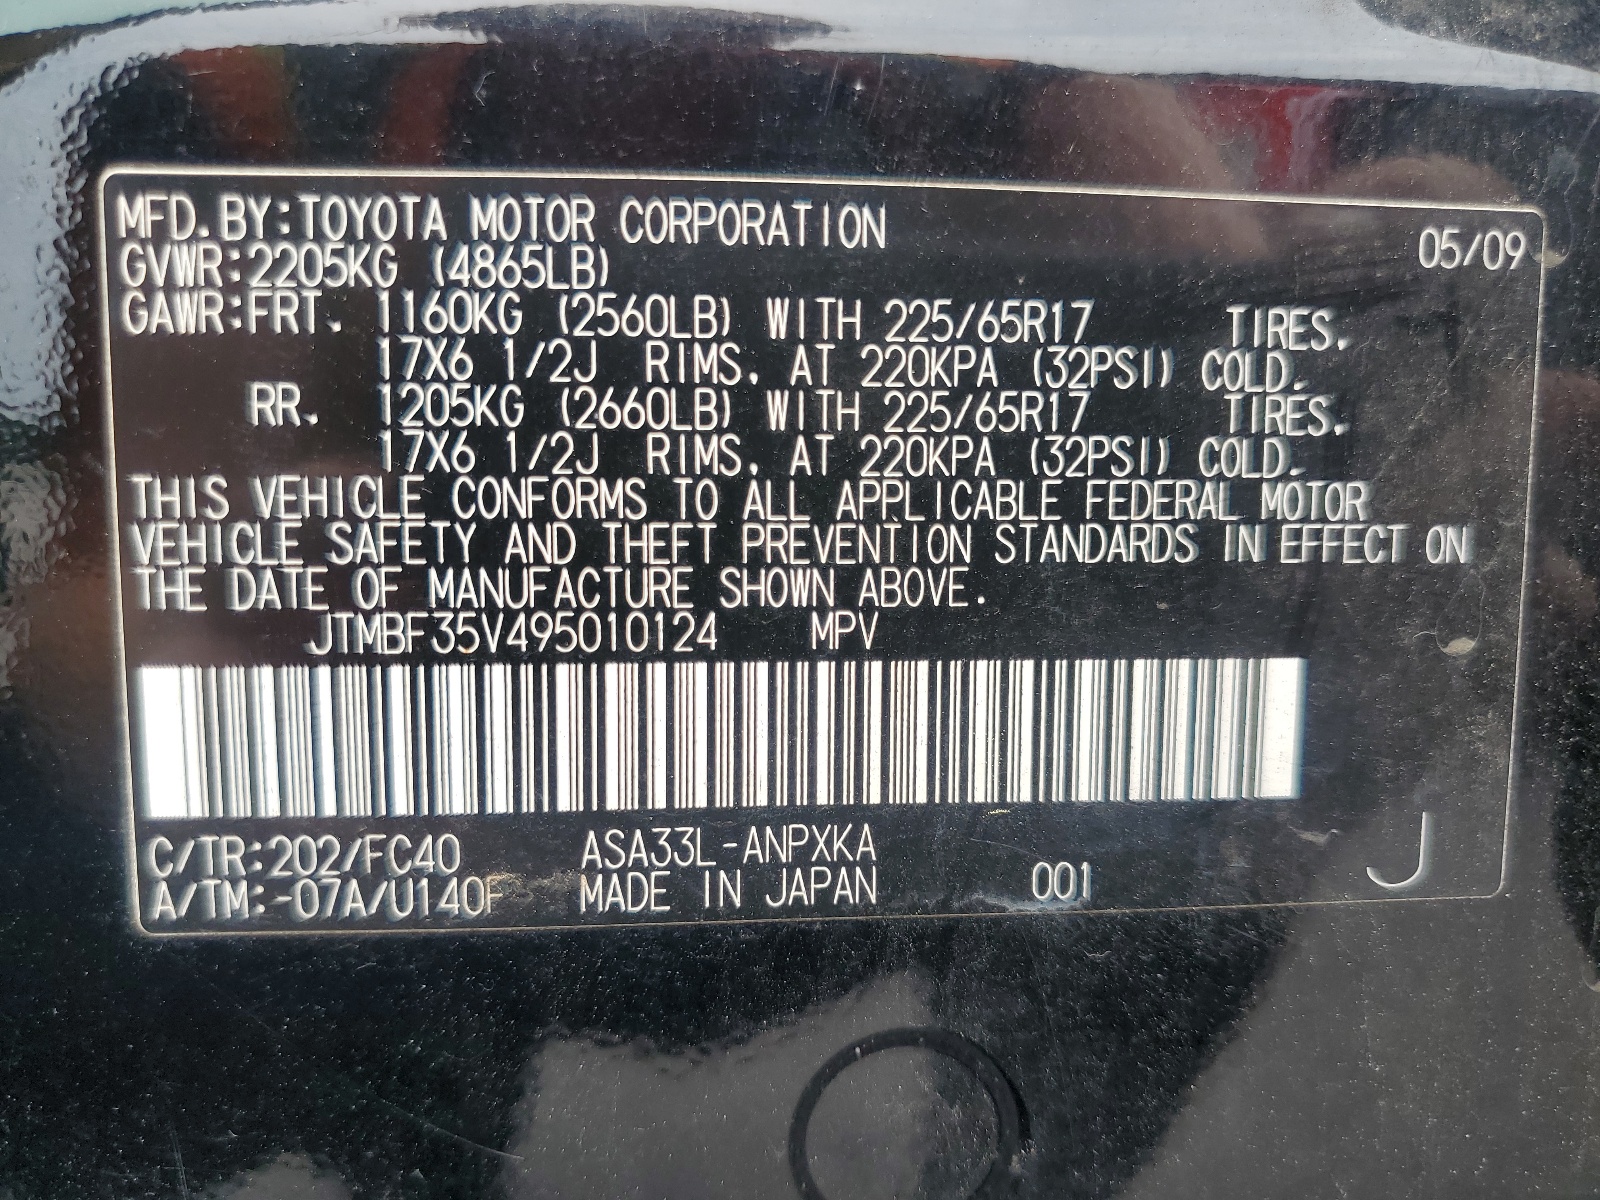 MFD. BY:TOYOTA MOTOR CORPORATION 05/09
GVWR:2205KG (4865LB)
GAWR:FRT. 1160KG (2560LB) WITH 225/65R17 TIRES.
17X6 1/2J RIMS. AT 220KPA (32PSI) COLD.
RR. 1205KG (2660LB) WITH 225/65R17 TIRES.
17X6 1/2J RIMS. AT 220KPA (32PSI) COLD.
THIS VEHICLE CONFORMS TO ALL APPLICABLE FEDERAL MOTOR
VEHICLE SAFETY AND THEFT PREVENTION STANDARDS IN EFFECT ON
THE DATE OF MANUFACTURE SHOWN ABOVE.
JTMBF35V495010124 MPV
C/TR:202/FC40 ASA33L-ANPXKA
A/TM:-07A/U140F MADE IN JAPAN 001 J